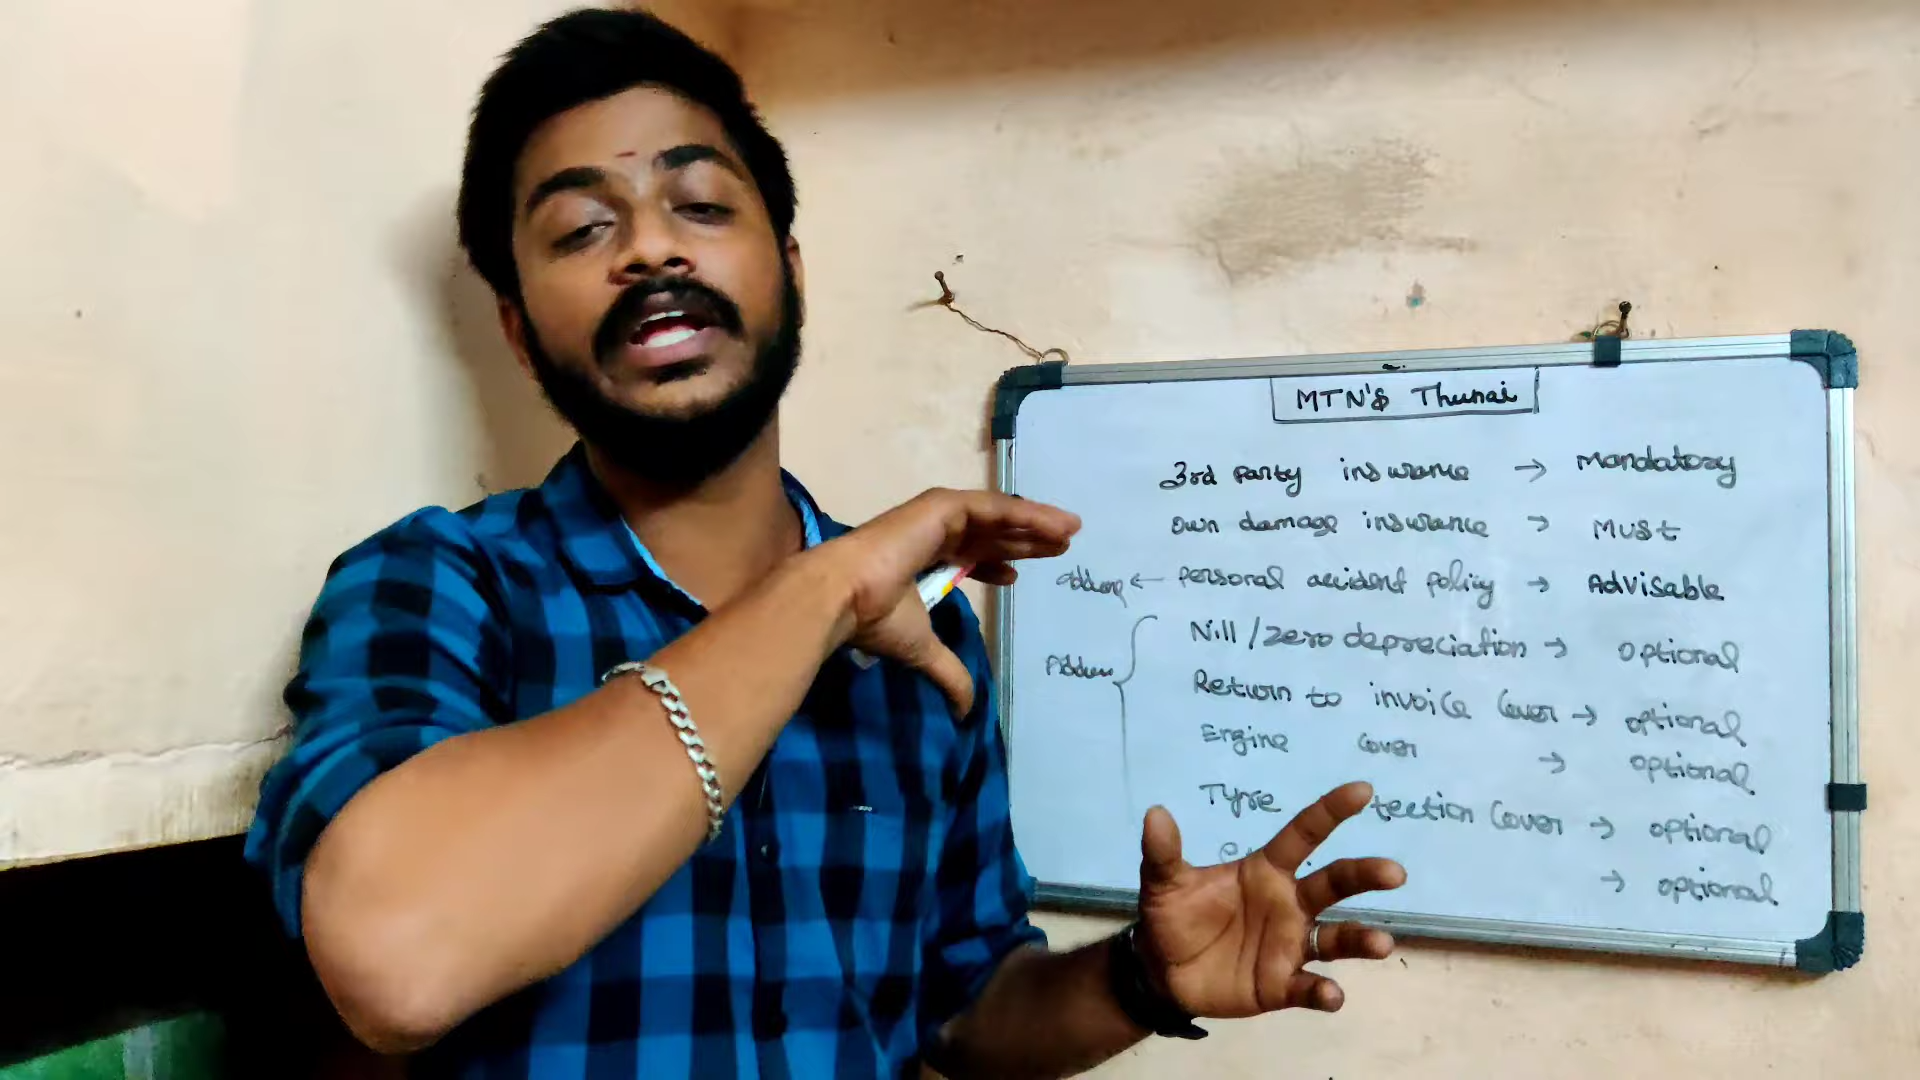 MTN'S Thunai
3rd party insurance → Mandatory
Own damage insurance → Must
← personal accident policy → Advisable
Nill / zero depreciation → optional
Return to invoice Cover → optional
Engine Cover → optional
Tyre tection Cover → optional
→ optional